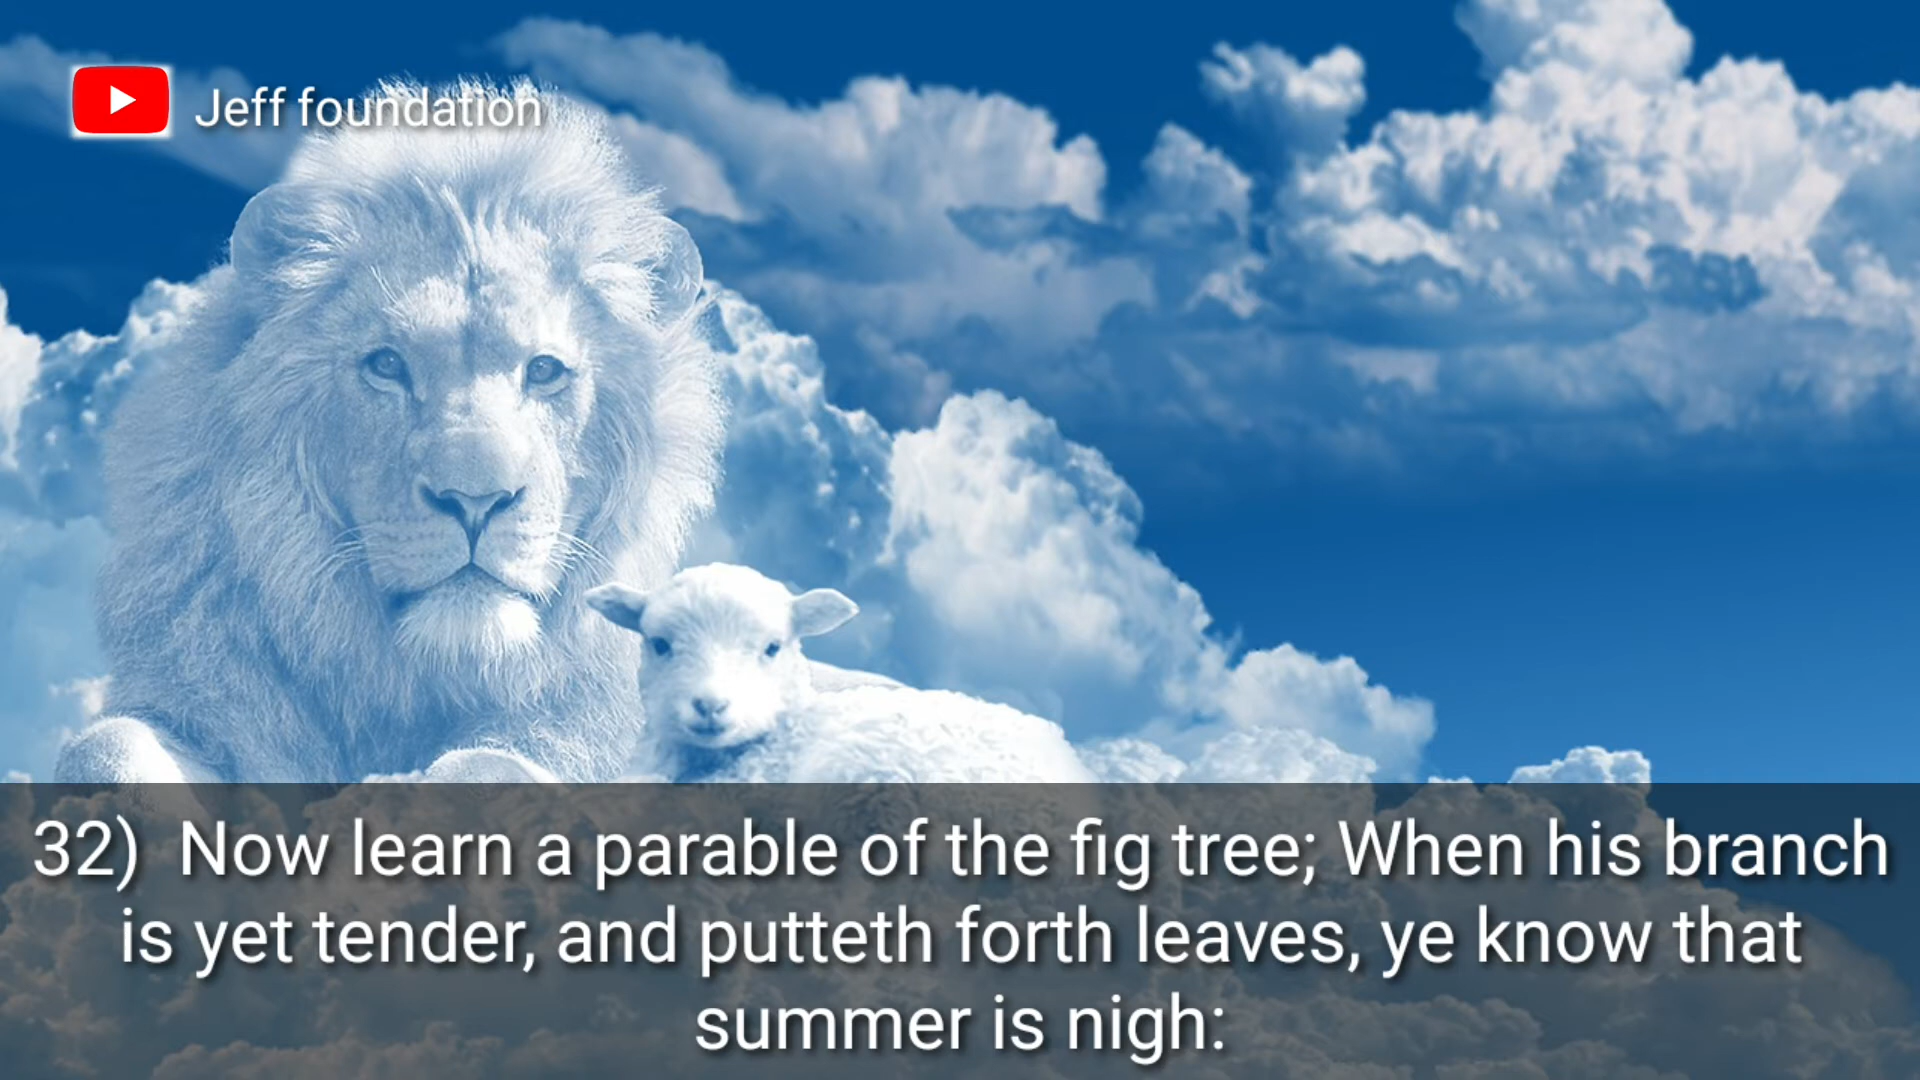 Jeff foundation
32)  Now learn a parable of the fig tree; When his branch
is yet tender, and putteth forth leaves, ye know that
summer is nigh: